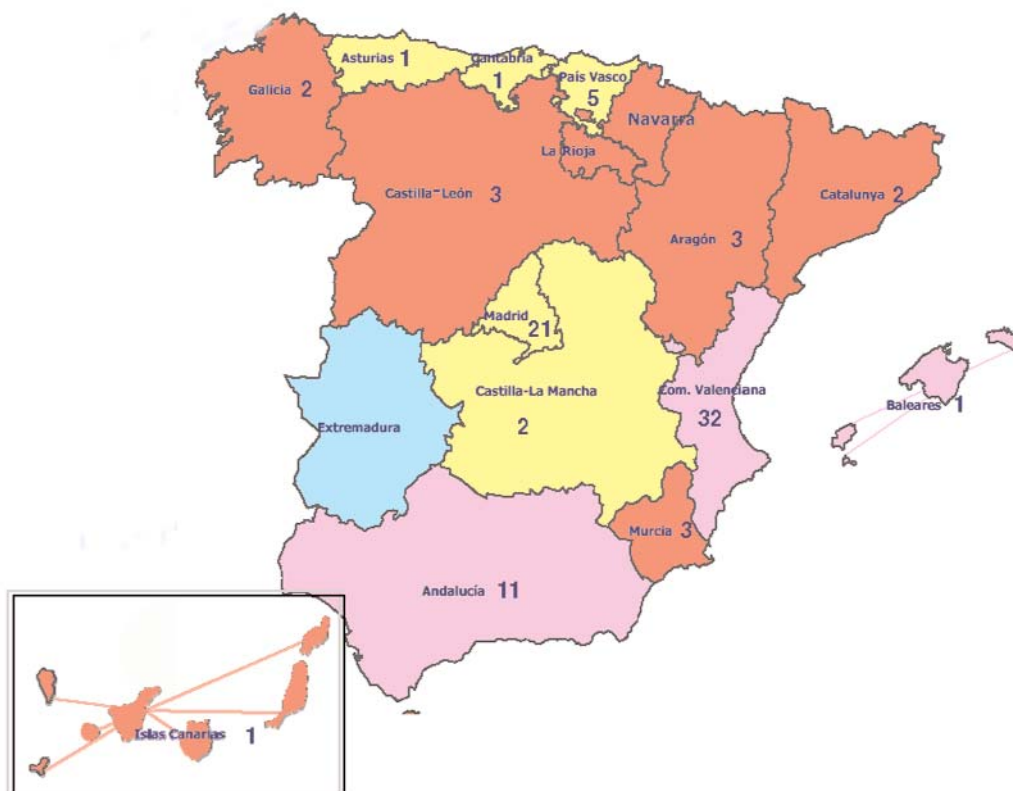 Asturias 1
Cantabria
1
País Vasco
5
Galicia 2
Navarra
La Rioja
Castilla-León 3
Catalunya 2
Aragón 3
Madrid
21
Castilla-La Mancha
2
Com. Valenciana
32
Baleares 1
Extremadura
Murcia 3
Andalucía 11
Islas Canarias 1